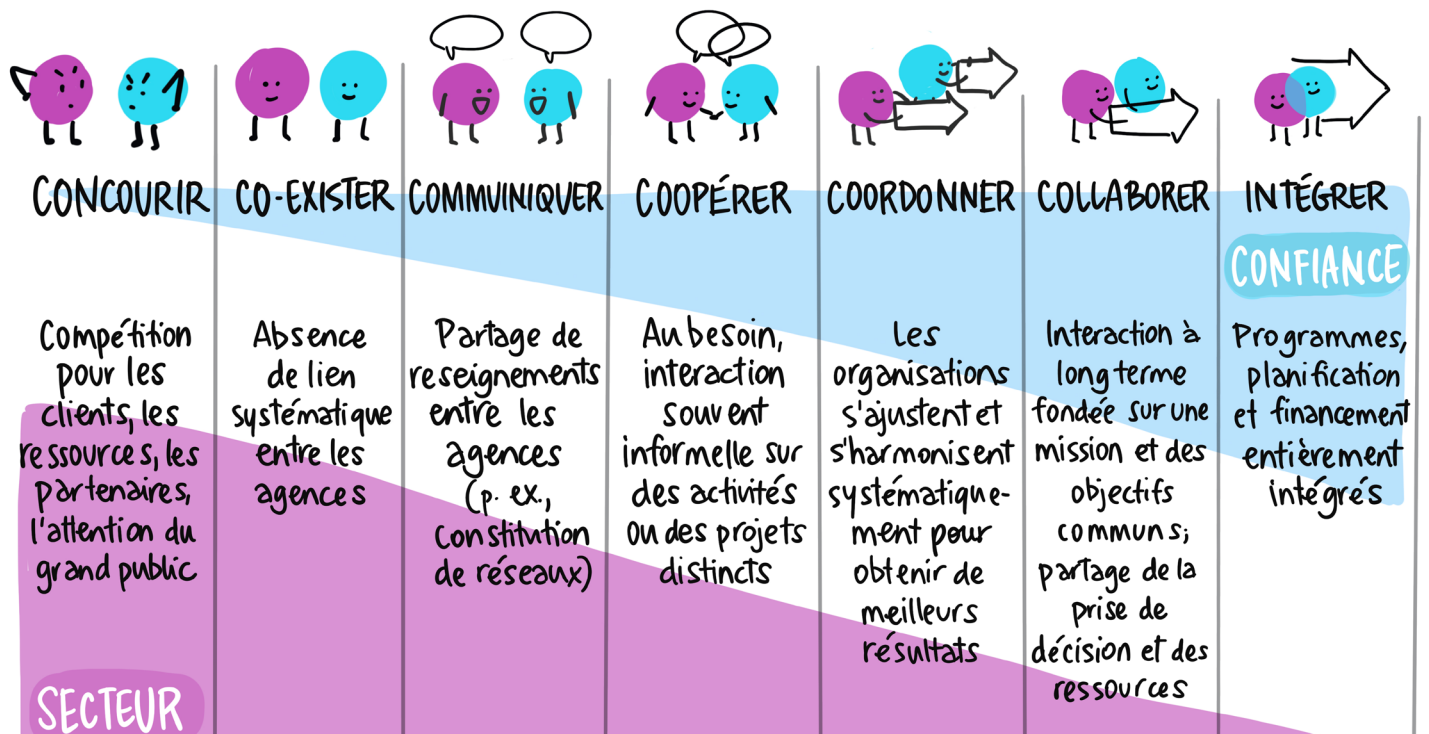 CONCOURIR
Compétition
pour les
clients, les
ressources, les
partenaires,
l'attention du
grand public
SECTEUR
CO-EXISTER
Absence
de lien
systématique
entre les
agences
COMMUINIQUER
Partage de
reseignements
entre les
agences
(p. ex.,
Constitution
de réseaux)
COOPÉRER
Au besoin,
interaction
souvent
informelle sur
des activités
ou des projets
distincts
COORDONNER
Les
organisations
s'ajustent et
s'harmonisent
systématique-
ment pour
obtenir de
meilleurs
résultats
COLLABORER
Interaction à
long terme
fondée sur une
mission et des
objectifs
communs;
partage de la
prise de
décision et des
ressources
INTÉGRER
CONFIANCE
Programmes,
planification
et financement
entièrement
intégrés